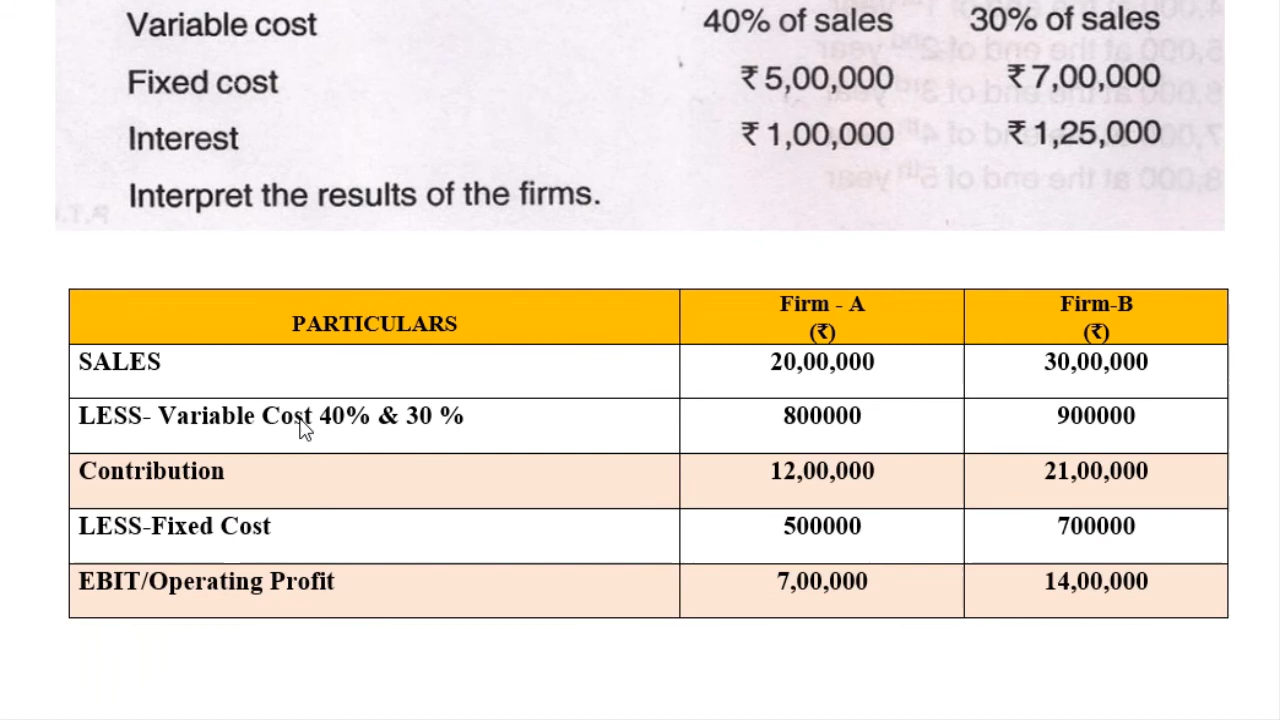 Variable cost 40% of sales 30% of sales
Fixed cost ₹5,00,000 ₹7,00,000
Interest ₹1,00,000 ₹1,25,000
Interpret the results of the firms.
PARTICULARS Firm - A (₹) Firm-B (₹)
SALES 20,00,000 30,00,000
LESS- Variable Cost 40% & 30 % 800000 900000
Contribution 12,00,000 21,00,000
LESS-Fixed Cost 500000 700000
EBIT/Operating Profit 7,00,000 14,00,000